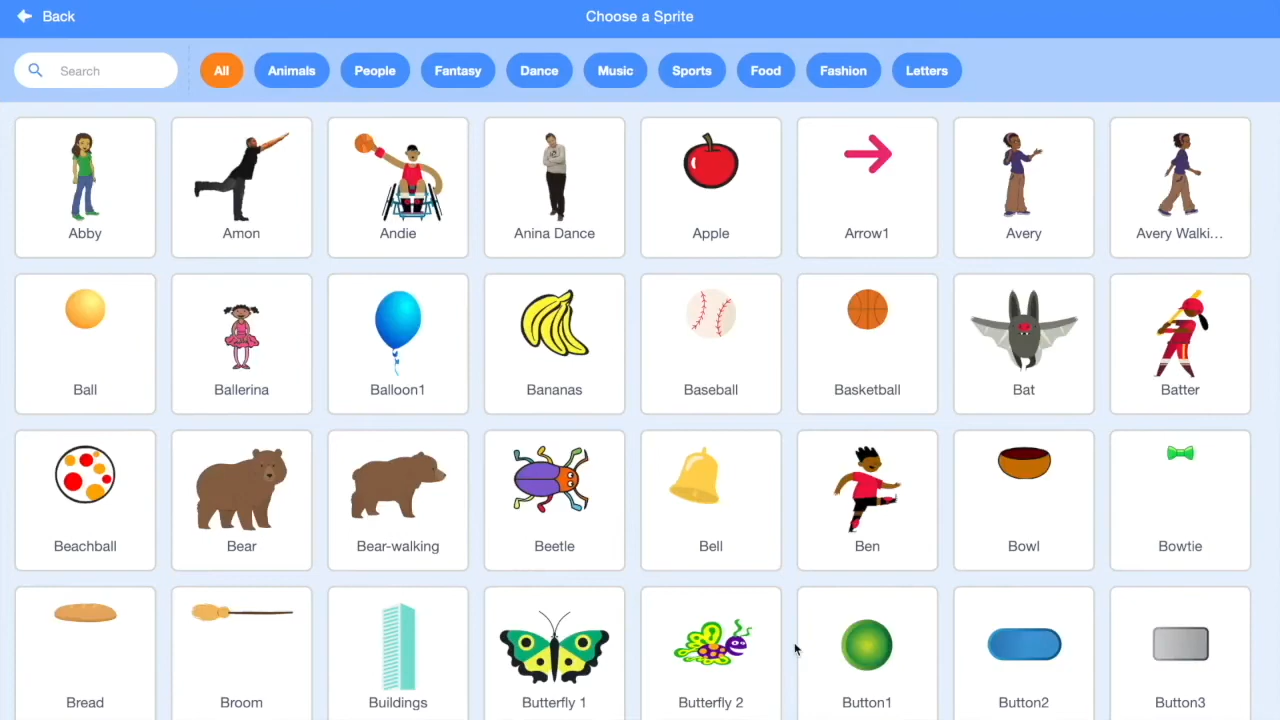 Back
Choose a Sprite
Search
All
Animals
People
Fantasy
Dance
Music
Sports
Food
Fashion
Letters
Abby
Amon
Andie
Anina Dance
Apple
Arrow1
Avery
Avery Walki...
Ball
Ballerina
Balloon1
Bananas
Baseball
Basketball
Bat
Batter
Beachball
Bear
Bear-walking
Beetle
Bell
Ben
Bowl
Bowtie
Bread
Broom
Buildings
Butterfly 1
Butterfly 2
Button1
Button2
Button3